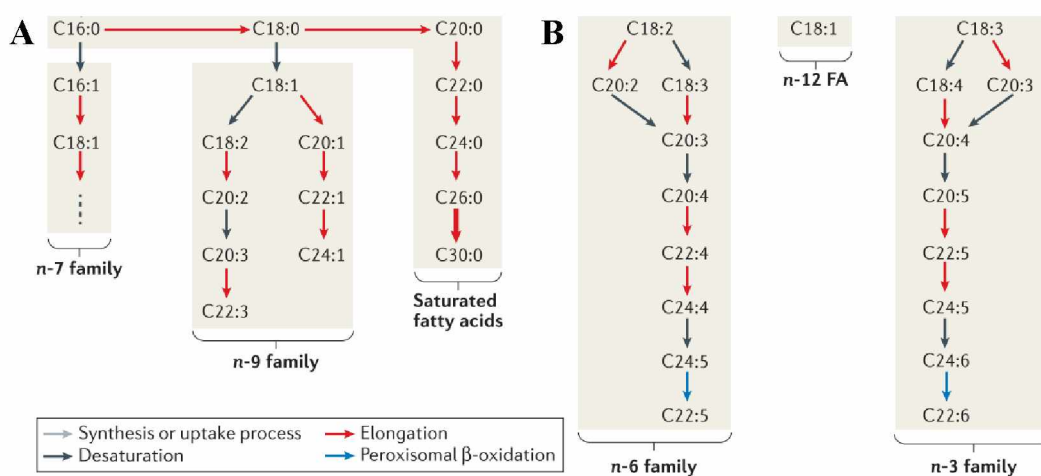 A
C16:0 C18:0 C20:0
C16:1 C18:1 C22:0
C18:1 C18:2 C20:1 C24:0
C20:2 C22:1 C26:0
C20:3 C24:1 C30:0
C22:3
n-7 family
n-9 family
Saturated
fatty acids
B
C18:2
C20:2 C18:3
C20:3
C20:4
C22:4
C24:4
C24:5
C22:5
n-6 family
C18:1
n-12 FA
C18:3
C18:4 C20:3
C20:4
C20:5
C22:5
C24:5
C24:6
C22:6
n-3 family
Synthesis or uptake process
Elongation
Desaturation
Peroxisomal β-oxidation